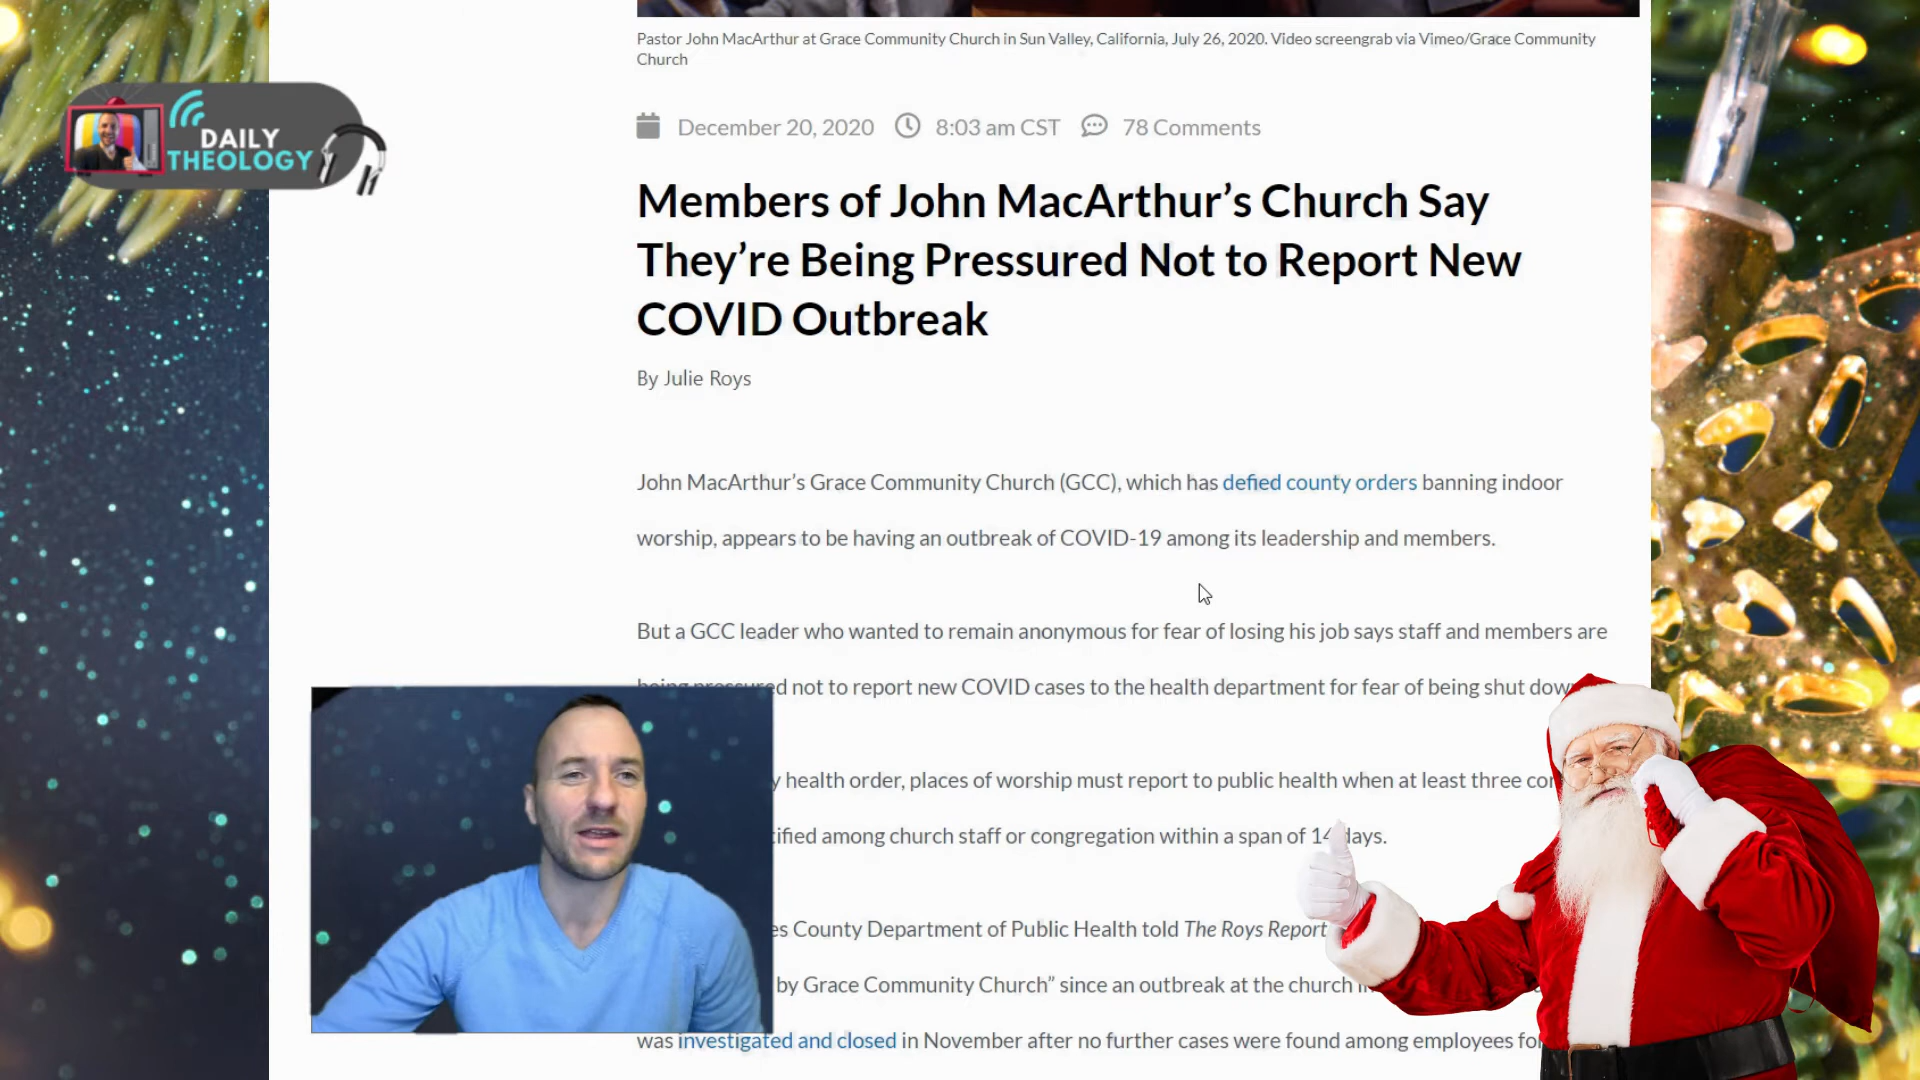 Pastor John MacArthur at Grace Community Church in Sun Valley, California, July 26, 2020. Video screengrab via Vimeo/Grace Community
Church
DAILY
THEOLOGY
December 20, 2020 8:03 am CST 78 Comments
Members of John MacArthur’s Church Say
They’re Being Pressured Not to Report New
COVID Outbreak
By Julie Roys
John MacArthur’s Grace Community Church (GCC), which has defied county orders banning indoor
worship, appears to be having an outbreak of COVID-19 among its leadership and members.
But a GCC leader who wanted to remain anonymous for fear of losing his job says staff and members are
being pressured not to report new COVID cases to the health department for fear of being shut
health order, places of worship must report to public health when at least three
among church staff or congregation within a span of 14 days.
County Department of Public Health told The Roys Report
by Grace Community Church” since an outbreak at the church
was investigated and closed in November after no further cases were found among employees